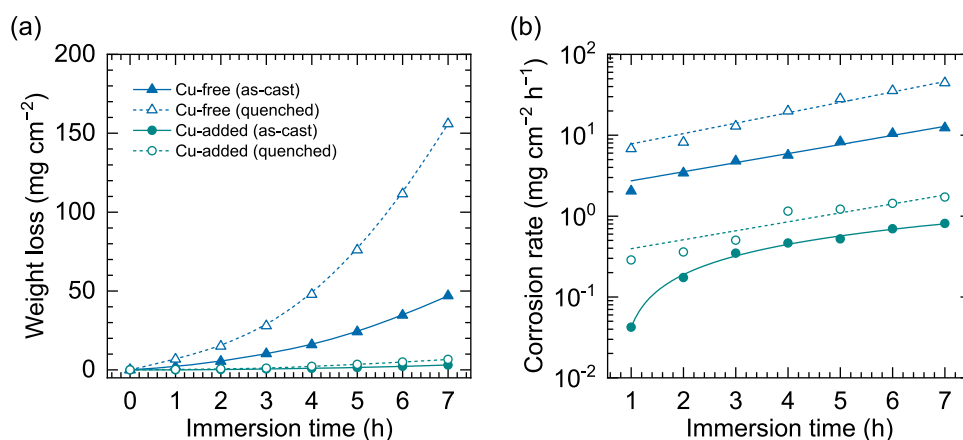 (a)
200
150
100
50
0
Weight loss (mg cm⁻²)
Cu-free (as-cast)
Cu-free (quenched)
Cu-added (as-cast)
Cu-added (quenched)
0 1 2 3 4 5 6 7
Immersion time (h)
(b)
10²
10¹
10⁰
10⁻¹
10⁻²
Corrosion rate (mg cm⁻² h⁻¹)
1 2 3 4 5 6 7
Immersion time (h)